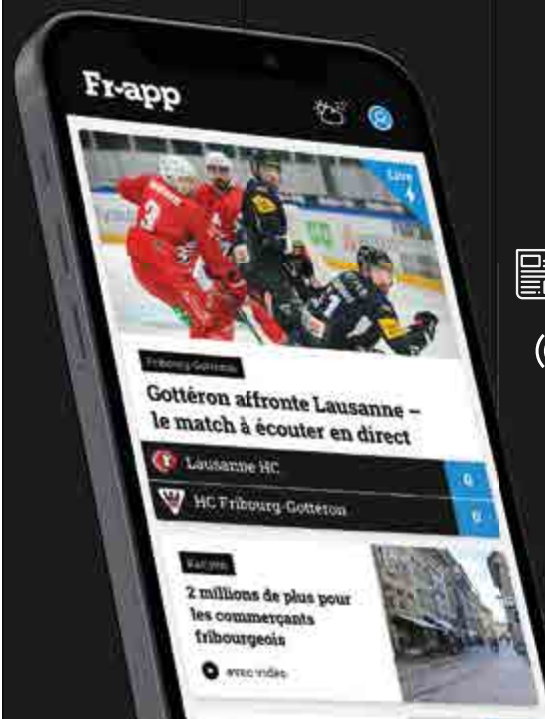 Fr-app
Live
Fribourg-Gottéron
Gottéron affronte Lausanne –
le match à écouter en direct
Lausanne HC
0
HC Fribourg-Gottéron
0
2 millions de plus pour
les commerçants
fribourgeois
avec vidéo